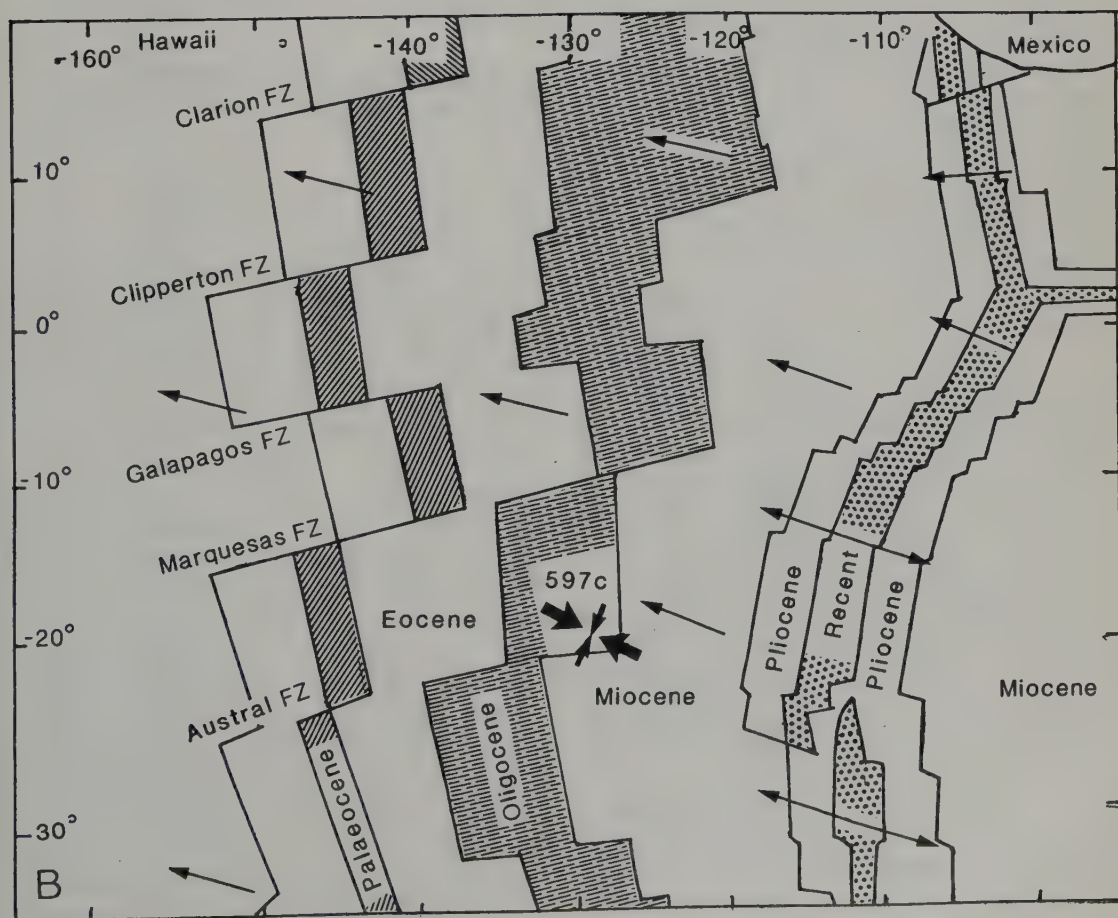 Hawaii
Mexico
-160°
-140°
-130°
-120°
-110°
Clarion FZ
10°
Clipperton FZ
0°
Galapagos FZ
-10°
Marquesas FZ
597c
Eocene
Pliocene
Recent
Pliocene
-20°
Miocene
Miocene
Austral FZ
Oligocene
Palaeocene
-30°
B